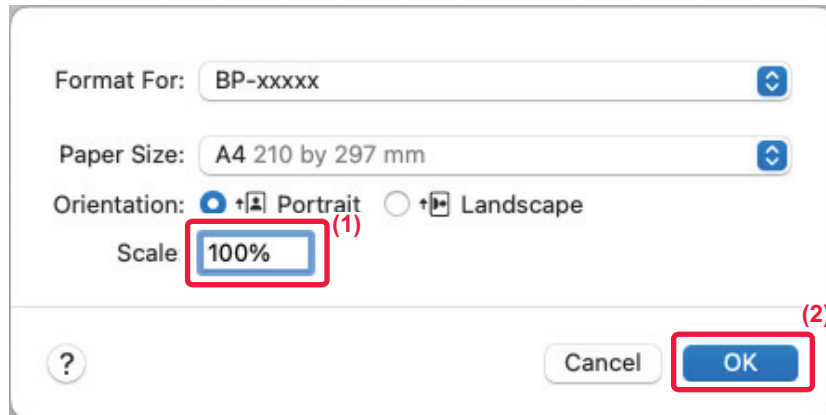 Format For: BP-xxxxx
Paper Size: A4 210 by 297 mm
Orientation: Portrait Landscape
(1)
Scale 100%
(2)
? Cancel OK